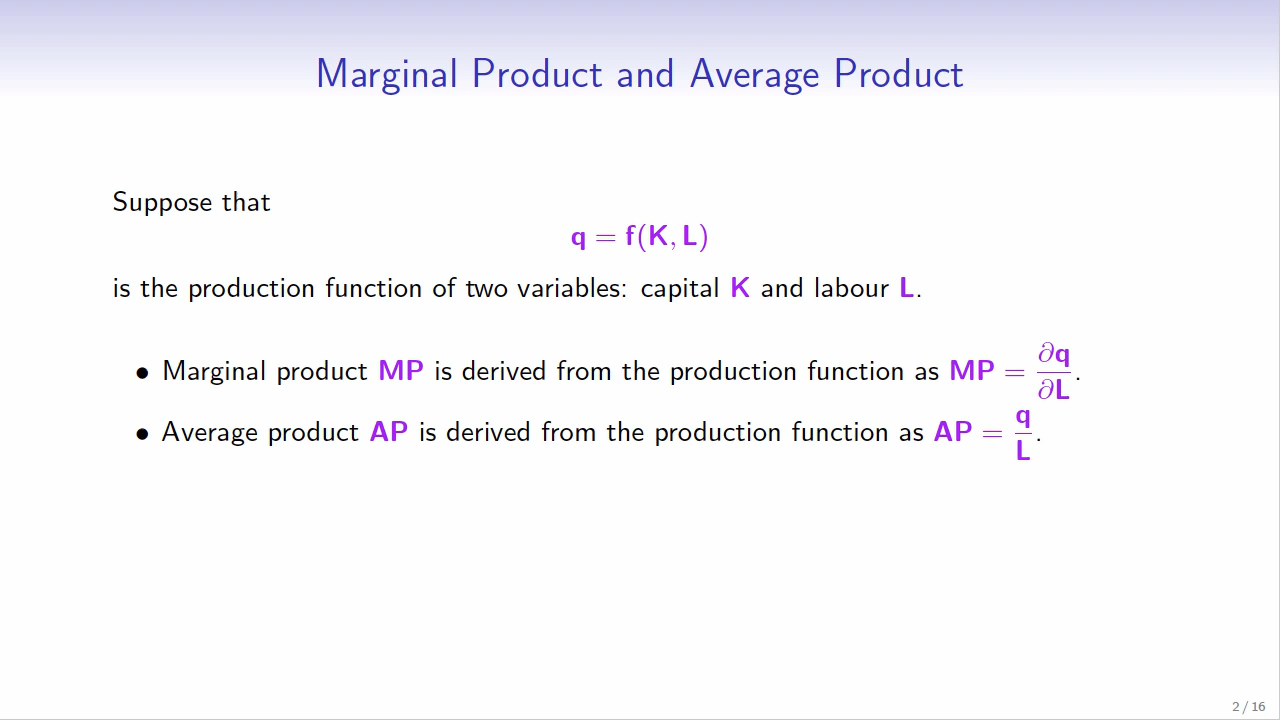 Marginal Product and Average Product
Suppose that
q = f(K, L)
is the production function of two variables: capital K and labour L.
• Marginal product MP is derived from the production function as MP = ∂q/∂L.
• Average product AP is derived from the production function as AP = q/L.
2 / 16